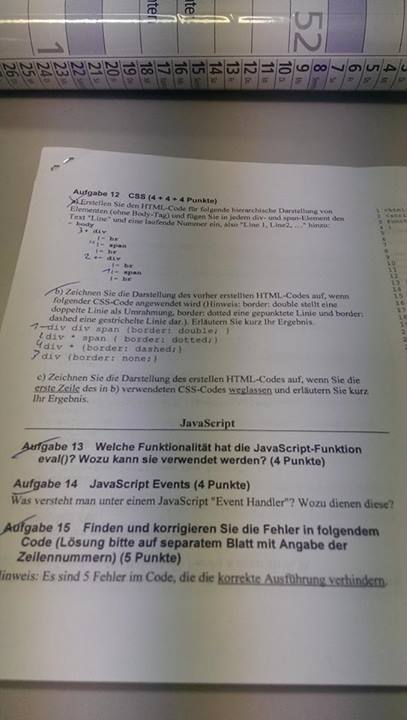 52
Aufgabe 12 CSS (4 + 4 + 4 Punkte)
a) Erstellen Sie den HTML-Code für folgende hierarchische Darstellung von
Elementen (ohne Body-Tag) und fügen Sie in jedem div- und span-Element den
Text "Line" und eine laufende Nummer ein, also "Line 1, Line2, ..." hinzu:
- body
3 +- div
|- hr
|- span
|- hr
2 +- div
|- hr
1 |- span
|- hr
b) Zeichnen Sie die Darstellung des vorher erstellten HTML-Codes auf, wenn
folgender CSS-Code angewendet wird (Hinweis: border: double stellt eine
doppelte Linie als Umrahmung, border: dotted eine gepunktete Linie und border:
dashed eine gestrichelte Linie dar.). Erläutern Sie kurz Ihr Ergebnis.
1 div div span {border: double; }
2 div * span { border: dotted;}
4 div * {border: dashed;}
3 div {border: none;}
c) Zeichnen Sie die Darstellung des erstellen HTML-Codes auf, wenn Sie die
erste Zeile des in b) verwendeten CSS-Codes weglassen und erläutern Sie kurz
Ihr Ergebnis.
JavaScript
Aufgabe 13 Welche Funktionalität hat die JavaScript-Funktion
eval()? Wozu kann sie verwendet werden? (4 Punkte)
Aufgabe 14 JavaScript Events (4 Punkte)
Was versteht man unter einem JavaScript "Event Handler"? Wozu dienen diese?
Aufgabe 15 Finden und korrigieren Sie die Fehler in folgendem
Code (Lösung bitte auf separatem Blatt mit Angabe der
Zeilennummern) (5 Punkte)
inweis: Es sind 5 Fehler im Code, die die korrekte Ausführung verhindern.